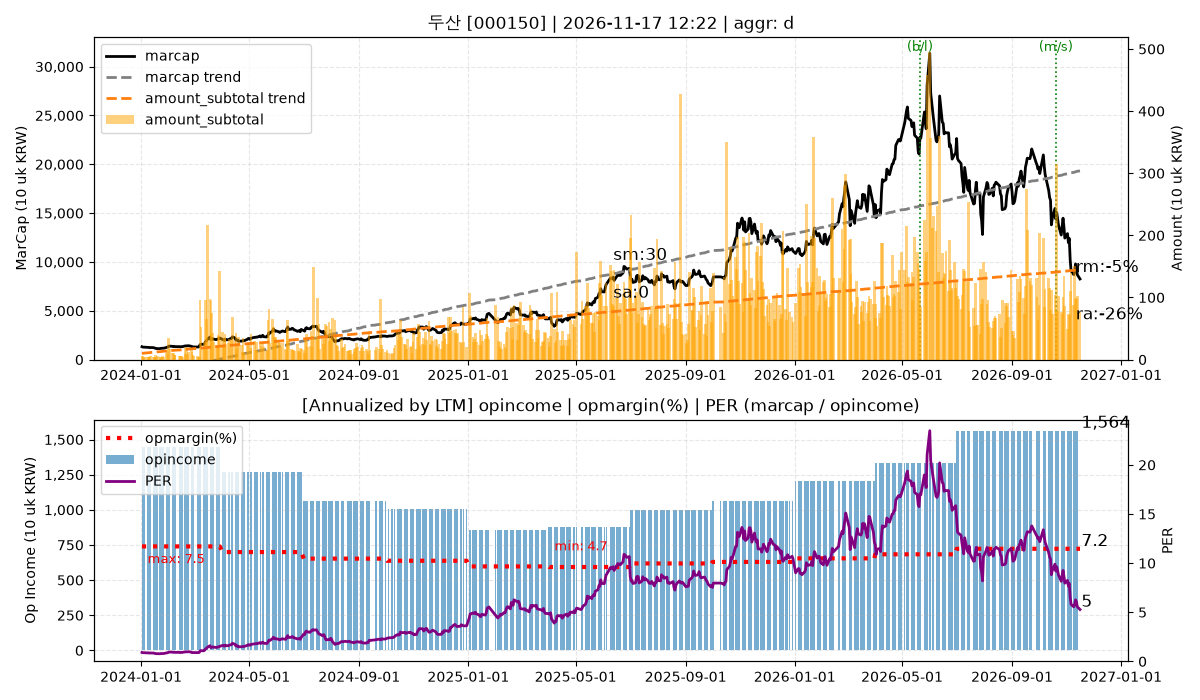 두산 [000150] | 2026-11-17 12:22 | aggr: d
marcap
marcap trend
amount_subtotal trend
amount_subtotal
(b/l)
(m/s)
sm:30
sa:0
rm:-5%
ra:-26%
MarCap (10 uk KRW)
30,000
25,000
20,000
15,000
10,000
5,000
0
Amount (10 uk KRW)
500
400
300
200
100
0
2024-01-01 2024-05-01 2024-09-01 2025-01-01 2025-05-01 2025-09-01 2026-01-01 2026-05-01 2026-09-01 2027-01-01
[Annualized by LTM] opincome | opmargin(%) | PER (marcap / opincome)
opmargin(%)
opincome
PER
max: 7.5
min: 4.7
1,564
7.2
5
Op Income (10 uk KRW)
1,500
1,250
1,000
750
500
250
0
PER
20
15
10
5
0
2024-01-01 2024-05-01 2024-09-01 2025-01-01 2025-05-01 2025-09-01 2026-01-01 2026-05-01 2026-09-01 2027-01-01